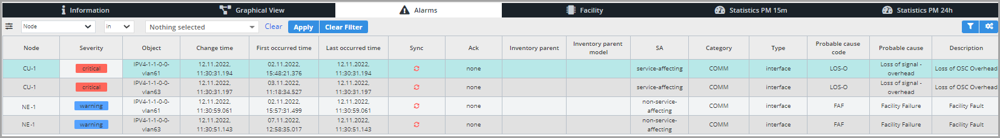 Information Graphical View Alarms Facility Statistics PM 15m Statistics PM 24h
Node in Nothing selected Clear Apply Clear Filter
Node Severity Object Change time First occurred time Last occurred time Sync Ack Inventory parent Inventory parent model SA Category Type Probable cause code Probable cause Description
CU-1 critical IPV4-1-1-0-0-vlan61 12.11.2022, 11:30:31.194 02.11.2022, 15:48:21.376 12.11.2022, 11:30:31.194 none service-affecting COMM interface LOS-O Loss of signal - overhead Loss of OSC Overhead
CU-1 critical IPV4-1-1-0-0-vlan63 12.11.2022, 11:30:31.197 03.11.2022, 11:18:34.527 12.11.2022, 11:30:31.197 none service-affecting COMM interface LOS-O Loss of signal - overhead Loss of OSC Overhead
NE-1 warning IPV4-1-1-0-0-vlan61 12.11.2022, 11:30:59.061 02.11.2022, 15:57:31.499 12.11.2022, 11:30:59.061 none non-service-affecting COMM interface FAF Facility Failure Facility Fault
NE-1 warning IPV4-1-1-0-0-vlan63 12.11.2022, 11:30:51.143 07.11.2022, 12:58:35.017 12.11.2022, 11:30:51.143 none non-service-affecting COMM interface FAF Facility Failure Facility Fault